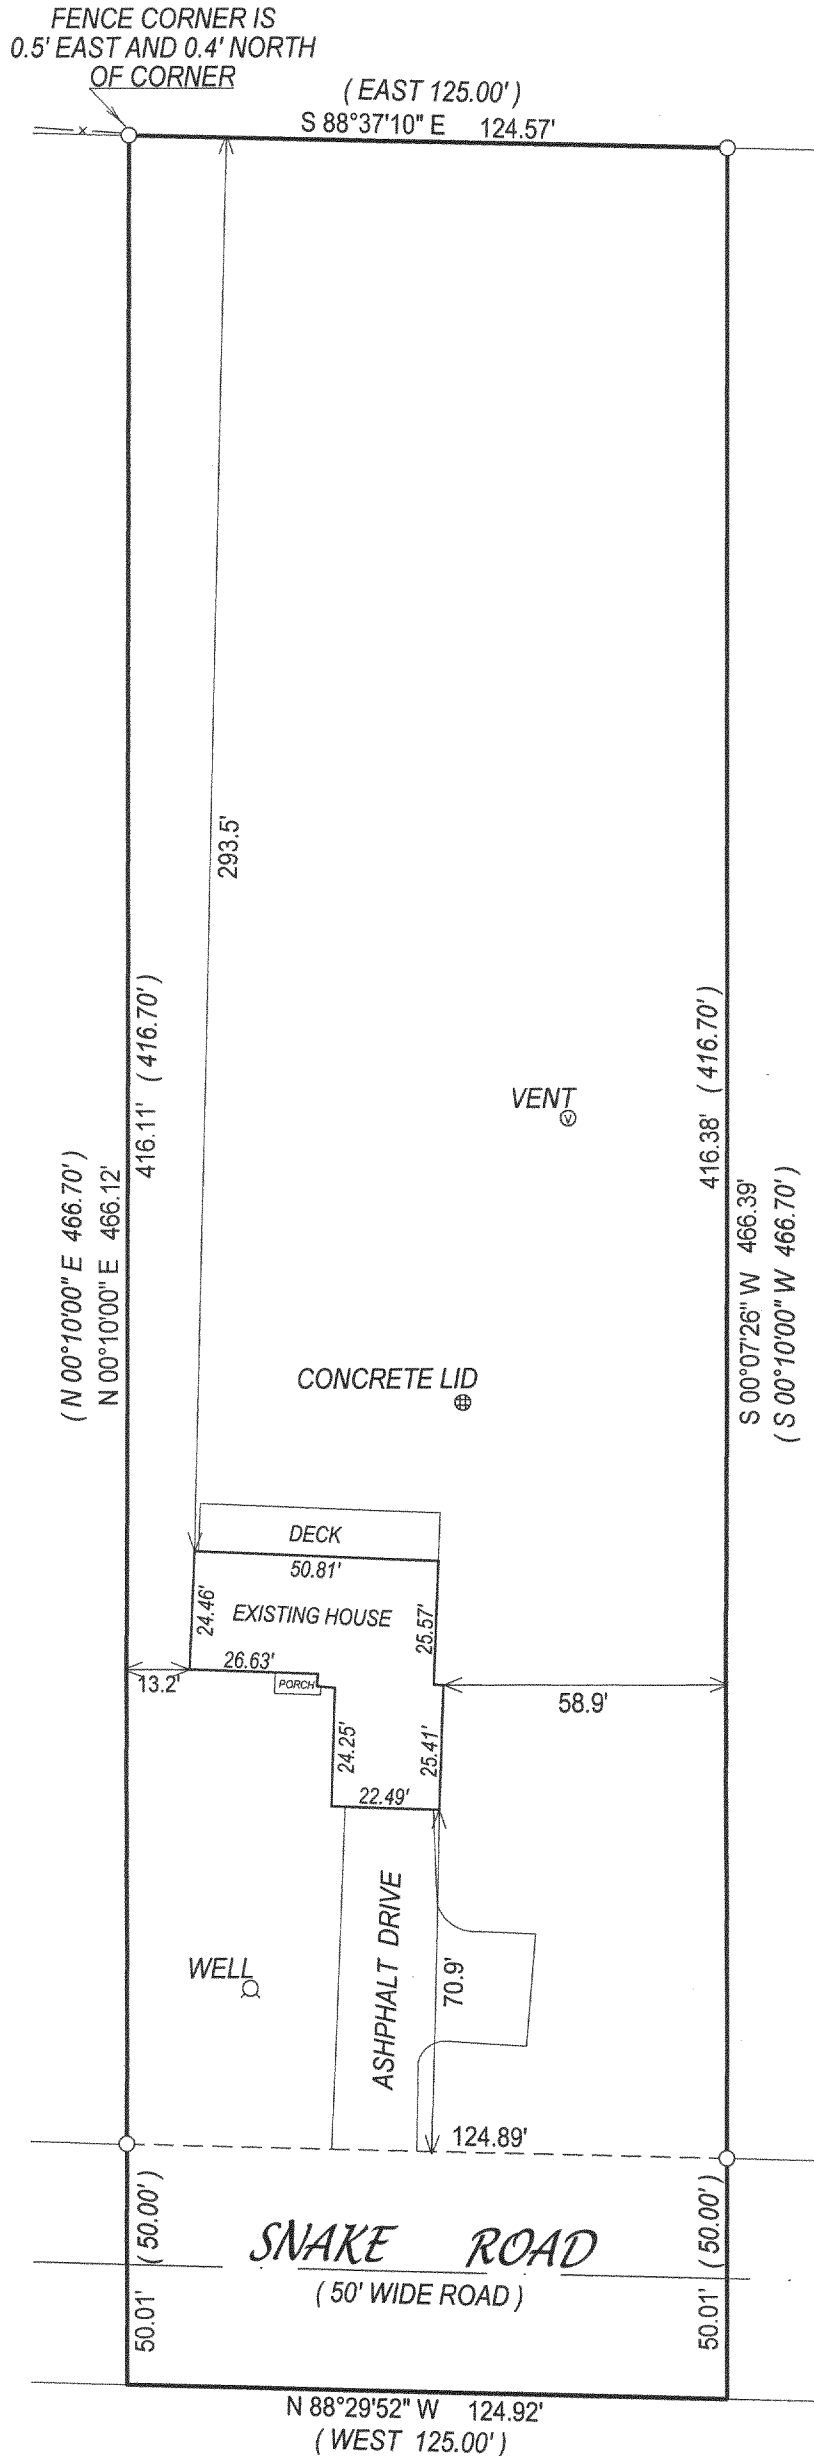 FENCE CORNER IS
0.5' EAST AND 0.4' NORTH
OF CORNER
( EAST 125.00' )
S 88°37'10" E 124.57'
x
293.5'
416.11' ( 416.70' )
416.38' ( 416.70' )
( N 00°10'00" E 466.70' )
N 00°10'00" E 466.12'
S 00°07'26" W 466.39'
( S 00°10'00" W 466.70' )
VENT
V
CONCRETE LID
DECK
50.81'
24.46'
EXISTING HOUSE
25.57'
26.63'
13.2'
PORCH
58.9'
24.25'
25.41'
22.49'
ASHPHALT DRIVE
WELL
70.9'
124.89'
( 50.00' )
( 50.00' )
SNAKE ROAD
( 50' WIDE ROAD )
50.01'
50.01'
N 88°29'52" W 124.92'
( WEST 125.00' )